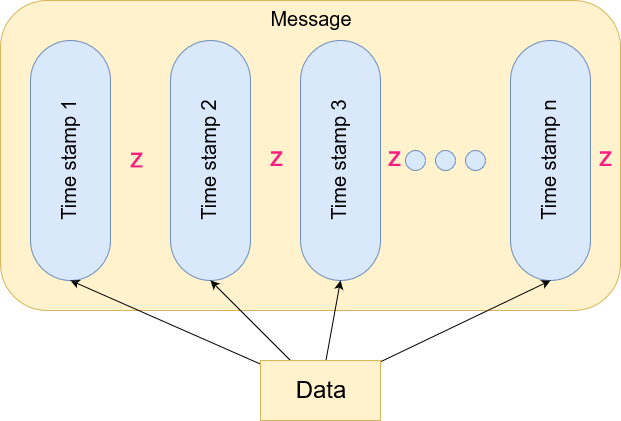 Message
Time stamp 1
z
Time stamp 2
z
Time stamp 3
z
Time stamp n
z
Data